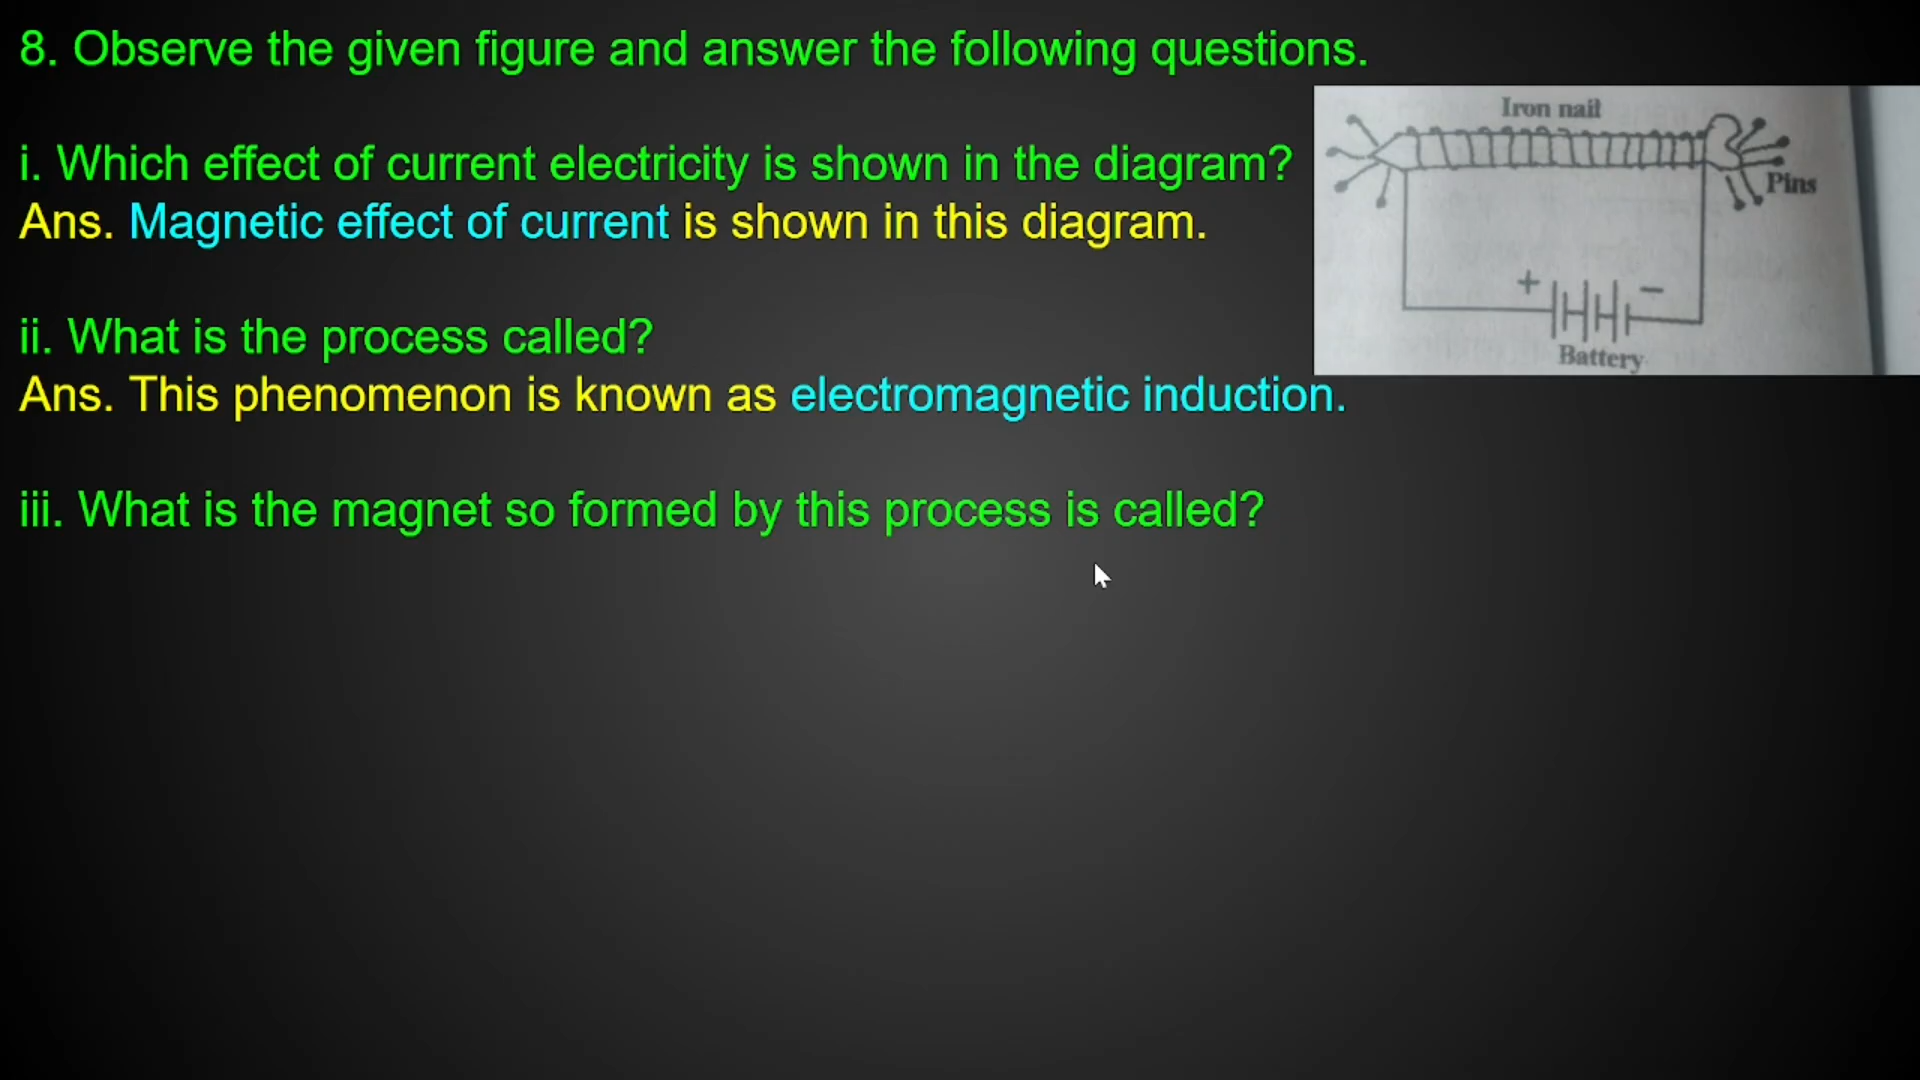 8. Observe the given figure and answer the following questions.
i. Which effect of current electricity is shown in the diagram?
Ans. Magnetic effect of current is shown in this diagram.
ii. What is the process called?
Ans. This phenomenon is known as electromagnetic induction.
iii. What is the magnet so formed by this process is called?
Iron nail
Pins
+ −
Battery